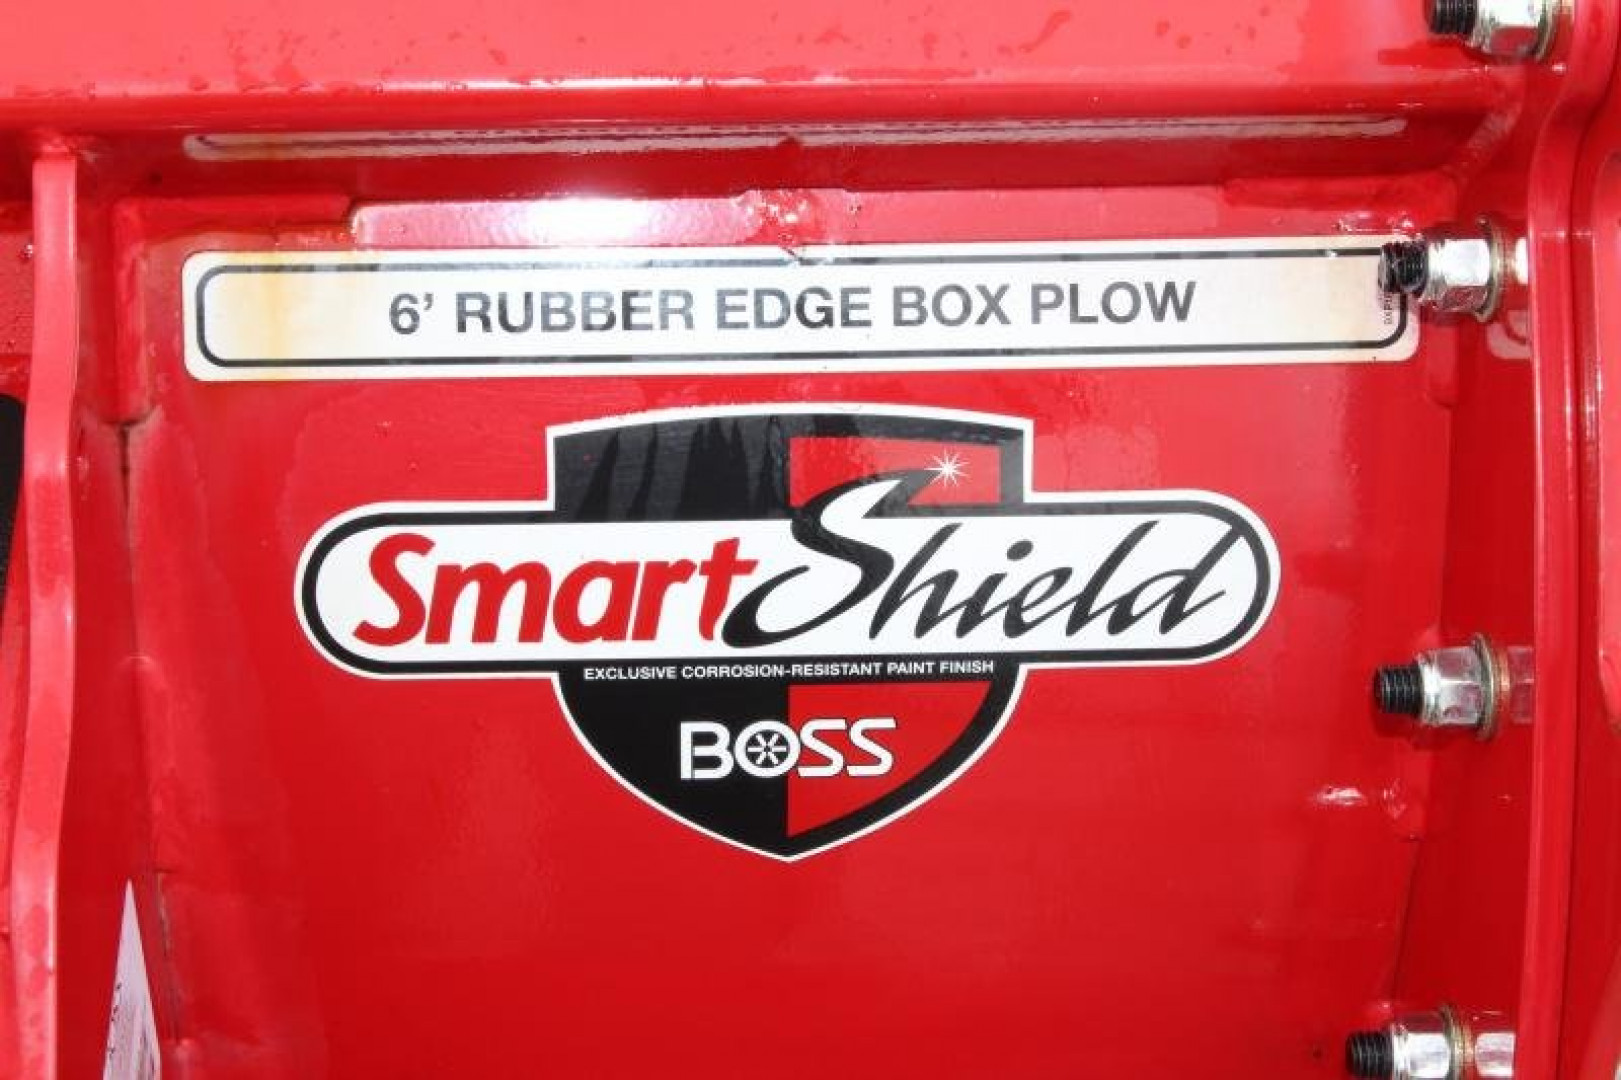 6' RUBBER EDGE BOX PLOW
SmartShield
EXCLUSIVE CORROSION-RESISTANT PAINT FINISH
BOSS